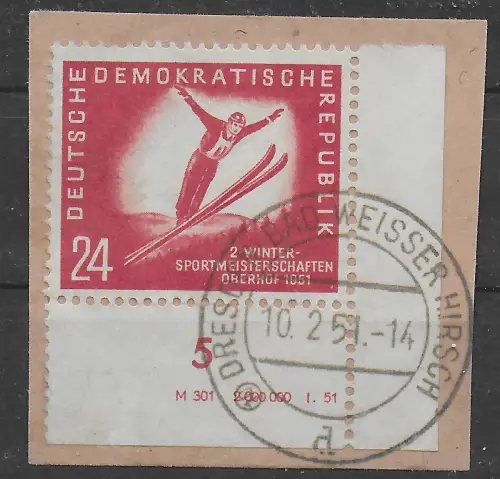 DEUTSCHE DEMOKRATISCHE REPUBLIK
24
2. WINTER-
SPORTMEISTERSCHAFTEN
OBERHOF 1951
5
M 301 2000000 I. 51
DRESDEN BAD WEISSER HIRSCH
10.2.51.-14
d